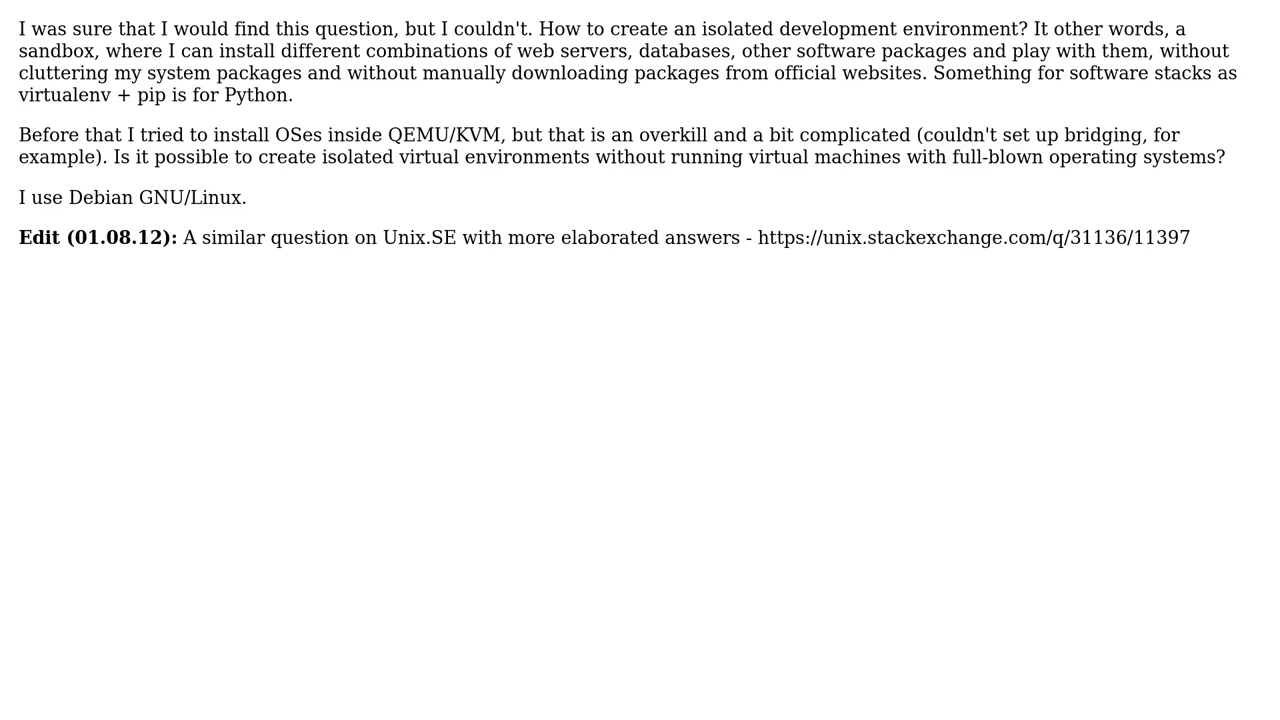 I was sure that I would find this question, but I couldn't. How to create an isolated development environment? It other words, a
sandbox, where I can install different combinations of web servers, databases, other software packages and play with them, without
cluttering my system packages and without manually downloading packages from official websites. Something for software stacks as
virtualenv + pip is for Python.
Before that I tried to install OSes inside QEMU/KVM, but that is an overkill and a bit complicated (couldn't set up bridging, for
example). Is it possible to create isolated virtual environments without running virtual machines with full-blown operating systems?
I use Debian GNU/Linux.
Edit (01.08.12): A similar question on Unix.SE with more elaborated answers - https://unix.stackexchange.com/q/31136/11397